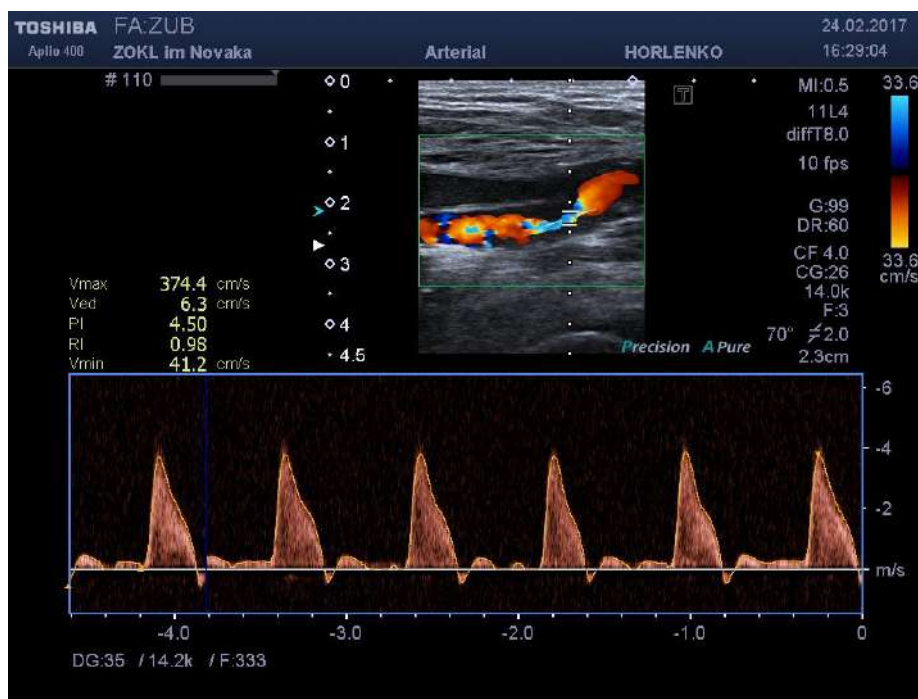 TOSHIBA FA:ZUB 24.02.2017
Aplio 400 ZOKL im Novaka Arterial HORLENKO 16:29:04
# 110
0
1
2
3
4
4.5
T
MI:0.5
11L4
diffT8.0
10 fps
G:99
DR:60
CF 4.0
CG:26
14.0k
F:3
70° ≠2.0
2.3cm
33.6
33.6
cm/s
Precision APure
Vmax 374.4 cm/s
Ved 6.3 cm/s
PI 4.50
RI 0.98
Vmin 41.2 cm/s
-6
-4
-2
m/s
-4.0 -3.0 -2.0 -1.0 0
DG:35 / 14.2k / F:333